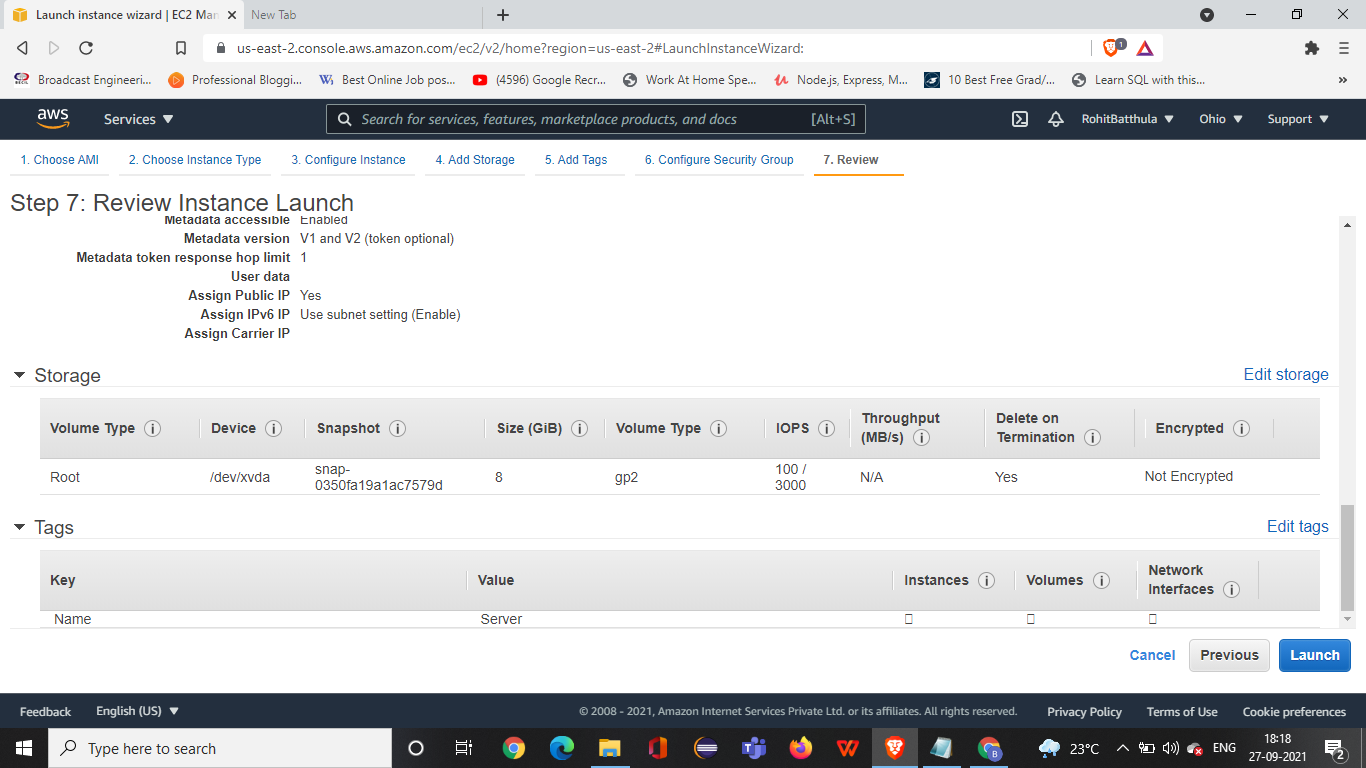 Launch instance wizard | EC2 Man
New Tab
us-east-2.console.aws.amazon.com/ec2/v2/home?region=us-east-2#LaunchInstanceWizard:
1
Broadcast Engineeri... Professional Bloggi... Best Online Job pos... (4596) Google Recr... Work At Home Spe... Node.js, Express, M... 10 Best Free Grad/... Learn SQL with this... »
aws Services Search for services, features, marketplace products, and docs [Alt+S] RohitBatthula Ohio Support
1. Choose AMI 2. Choose Instance Type 3. Configure Instance 4. Add Storage 5. Add Tags 6. Configure Security Group 7. Review
Step 7: Review Instance Launch
Metadata accessible Enabled
Metadata version V1 and V2 (token optional)
Metadata token response hop limit 1
User data
Assign Public IP Yes
Assign IPv6 IP Use subnet setting (Enable)
Assign Carrier IP
Storage Edit storage
Volume Type Device Snapshot Size (GiB) Volume Type IOPS Throughput (MB/s) Delete on Termination Encrypted
Root /dev/xvda snap-0350fa19a1ac7579d 8 gp2 100 / 3000 N/A Yes Not Encrypted
Tags Edit tags
Key Value Instances Volumes Network Interfaces
Name Server
Cancel Previous Launch
Feedback English (US) © 2008 - 2021, Amazon Internet Services Private Ltd. or its affiliates. All rights reserved. Privacy Policy Terms of Use Cookie preferences
Type here to search 23°C ENG 18:18
27-09-2021 2